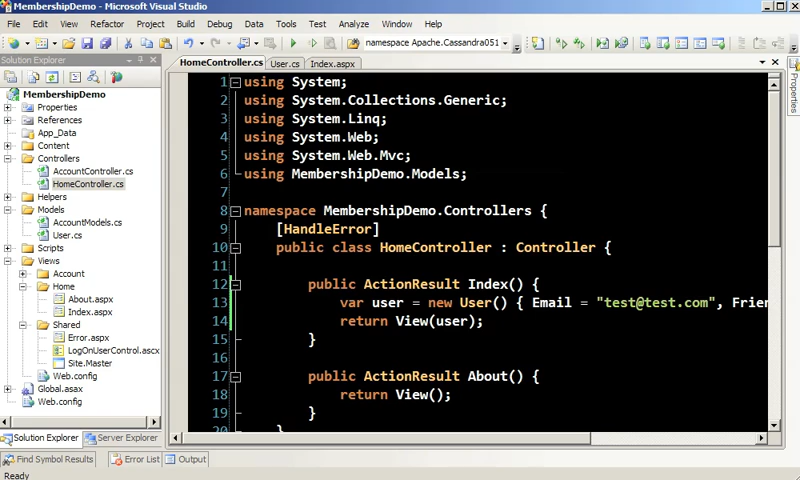 MembershipDemo - Microsoft Visual Studio
File Edit View Refactor Project Build Debug Data Tools Test Analyze Window Help
namespace Apache.Cassandra051
Solution Explorer
HomeController.cs User.cs Index.aspx
MembershipDemo
Properties
References
App_Data
Content
Controllers
AccountController.cs
HomeController.cs
Helpers
Models
AccountModels.cs
User.cs
Scripts
Views
Account
Home
About.aspx
Index.aspx
Shared
Error.aspx
LogOnUserControl.ascx
Site.Master
Web.config
Global.asax
Web.config
Solution Explorer Server Explorer
1 using System;
2 using System.Collections.Generic;
3 using System.Linq;
4 using System.Web;
5 using System.Web.Mvc;
6 using MembershipDemo.Models;
7
8 namespace MembershipDemo.Controllers {
9 [HandleError]
10 public class HomeController : Controller {
11
12 public ActionResult Index() {
13 var user = new User() { Email = "test@test.com", Frien
14 return View(user);
15 }
16
17 public ActionResult About() {
18 return View();
19 }
20 }
Properties
Find Symbol Results Error List Output
Ready